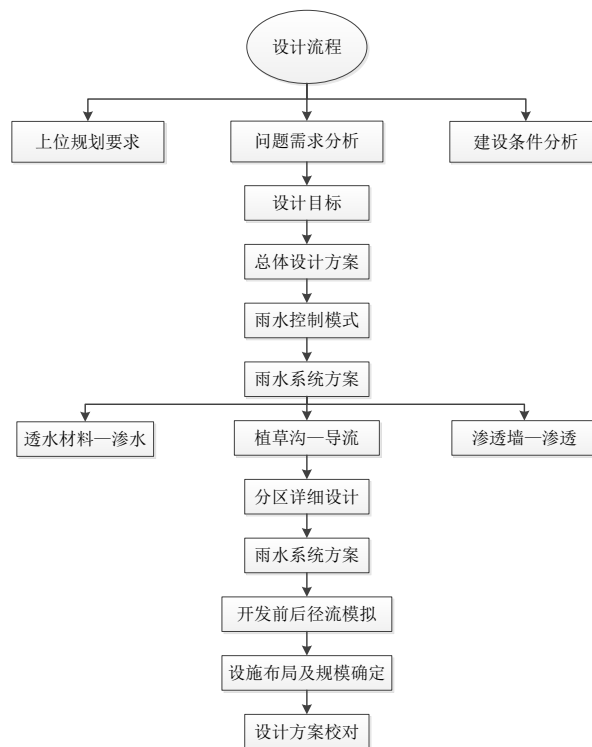 设计流程
上位规划要求
问题需求分析
建设条件分析
设计目标
总体设计方案
雨水控制模式
雨水系统方案
透水材料—渗水
植草沟—导流
渗透墙—渗透
分区详细设计
雨水系统方案
开发前后径流模拟
设施布局及规模确定
设计方案校对